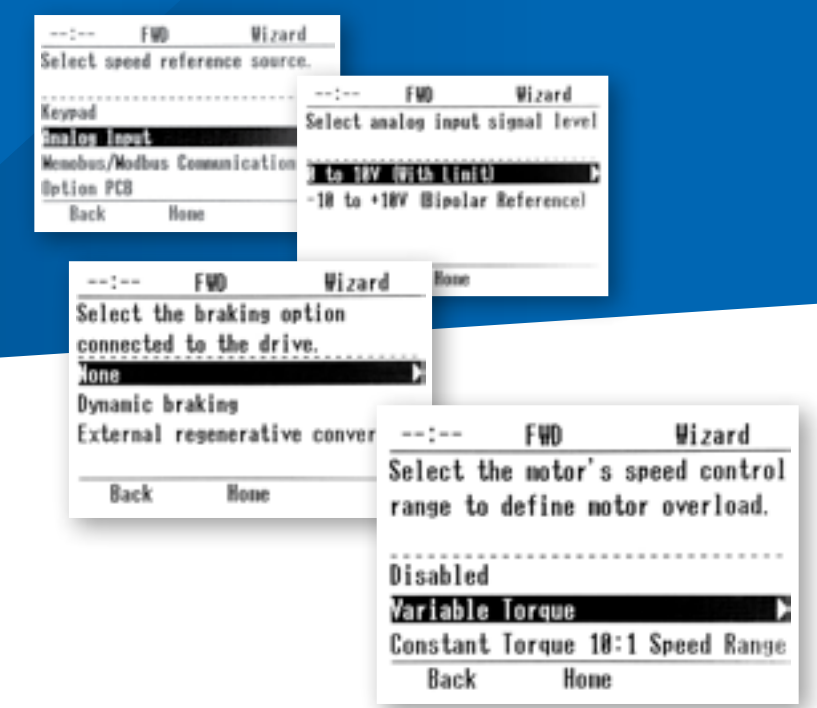 --:-- FWD Wizard
Select speed reference source.
Keypad
Analog Input
Memobus/Modbus Communication
Option PCB
Back Home
--:-- FWD Wizard
Select analog input signal level
0 to 10V (With Limit)
-10 to +10V (Bipolar Reference)
Home
--:-- FWD Wizard
Select the braking option
connected to the drive.
None
Dynamic braking
External regenerative conver
Back Home
--:-- FWD Wizard
Select the motor's speed control
range to define motor overload.
Disabled
Variable Torque
Constant Torque 10:1 Speed Range
Back Home